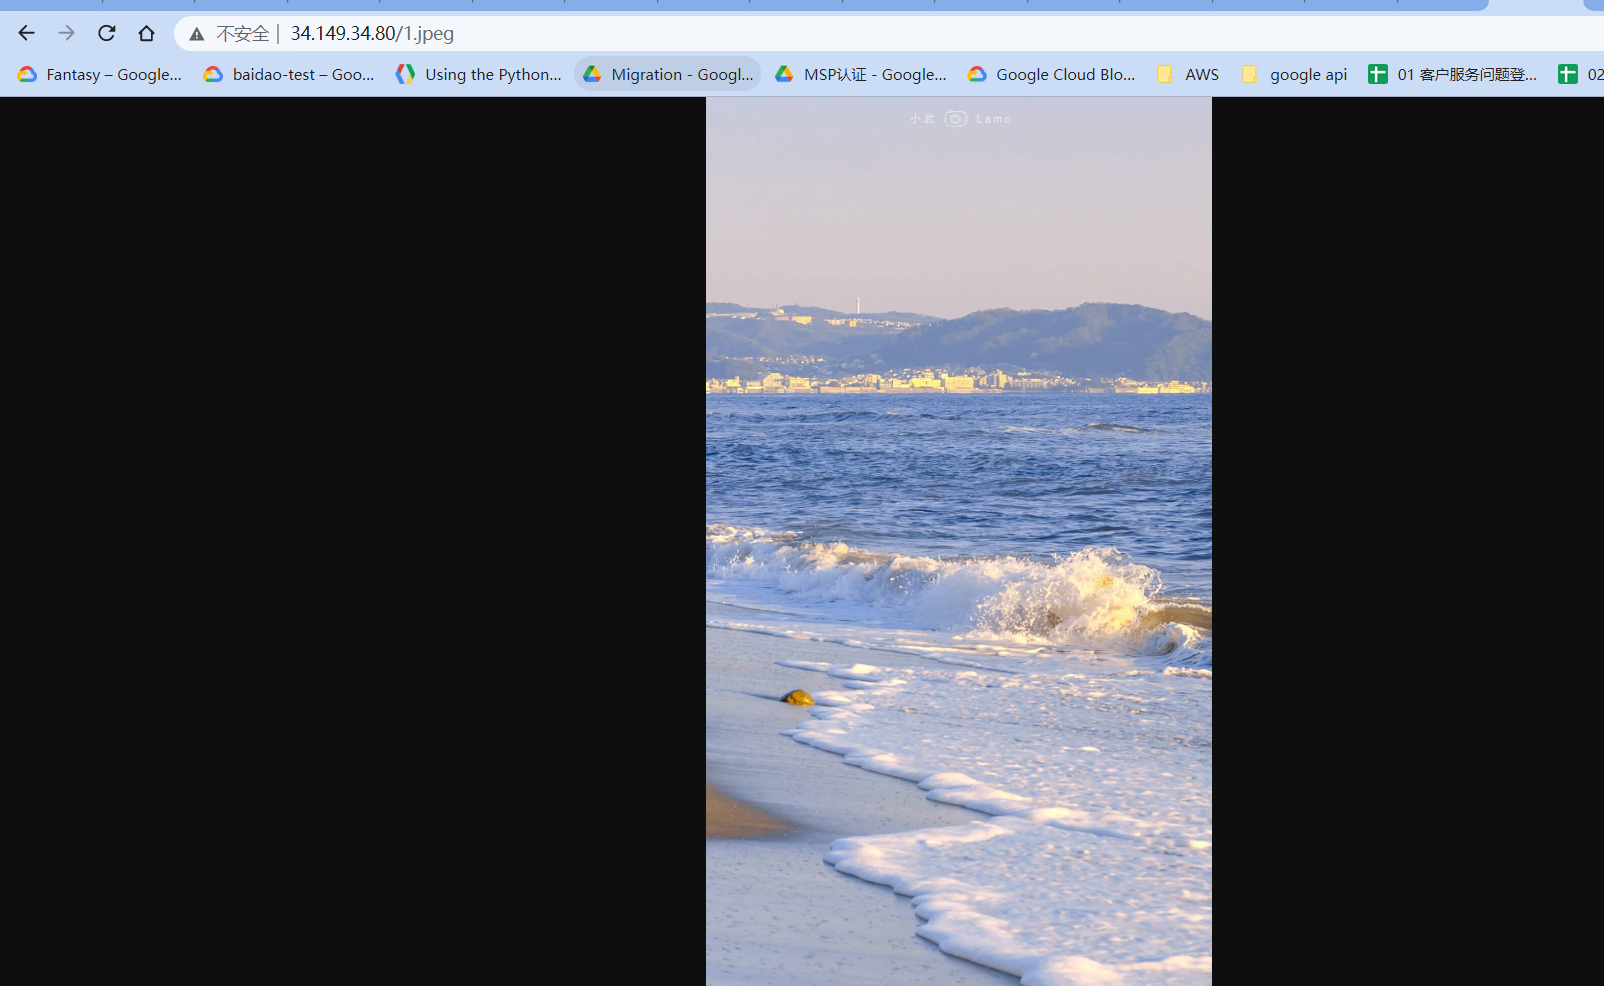 不安全 34.149.34.80/1.jpeg
Fantasy – Google... baidao-test – Goo... Using the Python... Migration - Googl... MSP认证 - Google... Google Cloud Blo... AWS google api 01 客户服务问题登... 02
小武 Lamo